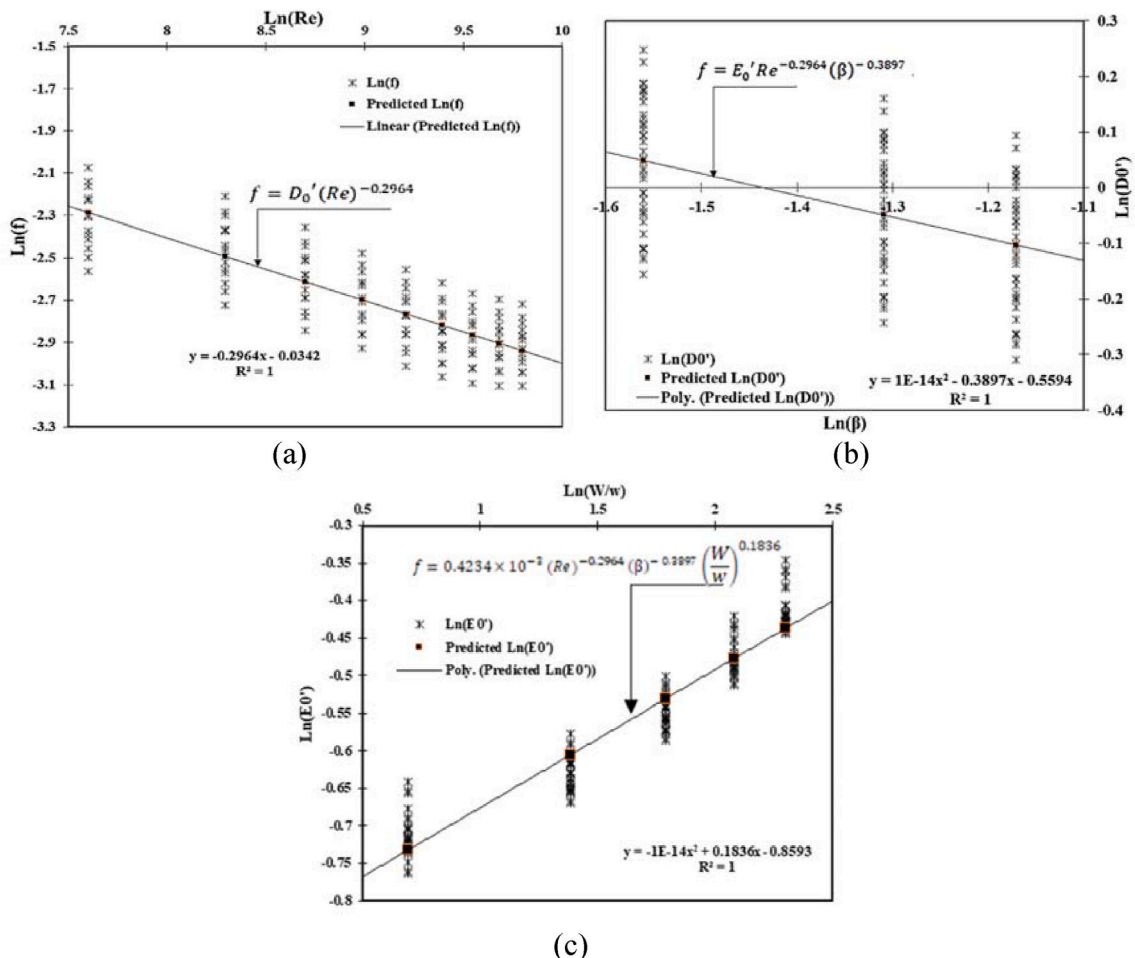 Ln(Re)
7.5 8 8.5 9 9.5 10
-1.5
-1.7
-1.9
-2.1
-2.3
-2.5
-2.7
-2.9
-3.1
-3.3
Ln(f)
Ln(f)
Predicted Ln(f)
Linear (Predicted Ln(f))
f = D₀′(Re)^−0.2964
y = -0.2964x - 0.0342
R² = 1
(a)
0.3
0.2
0.1
0
-0.1
-0.2
-0.3
-0.4
Ln(D0')
f = E₀′Re^−0.2964(β)^−0.3897
-1.6 -1.5 -1.4 -1.3 -1.2 -1.1
Ln(D0')
Predicted Ln(D0')
Poly. (Predicted Ln(D0'))
y = 1E-14x² - 0.3897x - 0.5594
R² = 1
Ln(β)
(b)
Ln(W/w)
0.5 1 1.5 2 2.5
-0.3
-0.35
-0.4
-0.45
-0.5
-0.55
-0.6
-0.65
-0.7
-0.75
-0.8
Ln(E0')
f = 0.4234 × 10^−3 (Re)^−0.2964 (β)^−0.3897 (W/w)^0.1836
Ln(E0')
Predicted Ln(E0')
Poly. (Predicted Ln(E0'))
y = -1E-14x² + 0.1836x - 0.8593
R² = 1
(c)